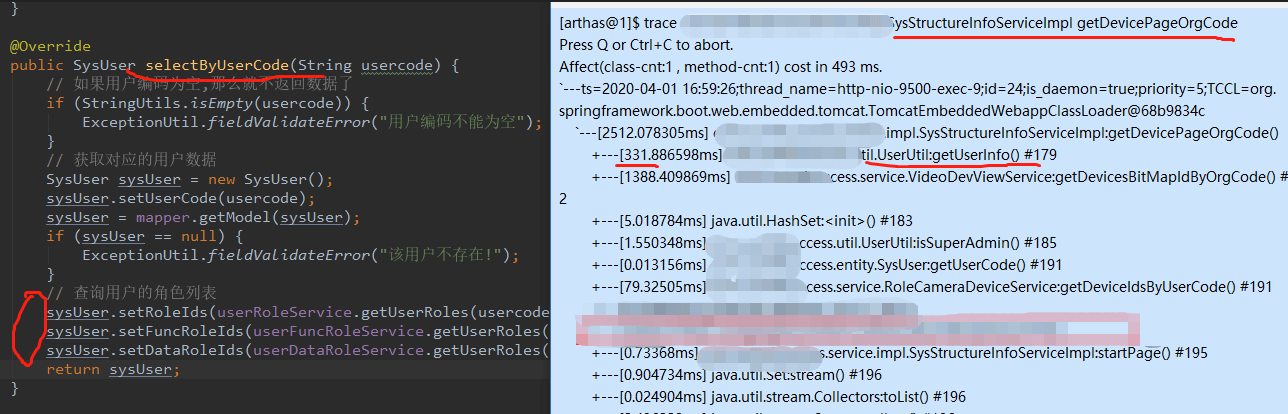 }
@Override
public SysUser selectByUserCode(String usercode) {
// 如果用户编码为空,那么就不返回数据了
if (StringUtils.isEmpty(usercode)) {
ExceptionUtil.fieldValidateError("用户编码不能为空");
}
// 获取对应的用户数据
SysUser sysUser = new SysUser();
sysUser.setUserCode(usercode);
sysUser = mapper.getModel(sysUser);
if (sysUser == null) {
ExceptionUtil.fieldValidateError("该用户不存在!");
}
// 查询用户的角色列表
sysUser.setRoleIds(userRoleService.getUserRoles(usercode
sysUser.setFuncRoleIds(userFuncRoleService.getUserRoles(
sysUser.setDataRoleIds(userDataRoleService.getUserRoles(
return sysUser;
}
[arthas@1]$ trace SysStructureInfoServiceImpl getDevicePageOrgCode
Press Q or Ctrl+C to abort.
Affect(class-cnt:1 , method-cnt:1) cost in 493 ms.
`---ts=2020-04-01 16:59:26;thread_name=http-nio-9500-exec-9;id=24;is_daemon=true;priority=5;TCCL=org.
springframework.boot.web.embedded.tomcat.TomcatEmbeddedWebappClassLoader@68b9834c
`---[2512.078305ms] .impl.SysStructureInfoServiceImpl:getDevicePageOrgCode()
+---[331.886598ms] til.UserUtil:getUserInfo() #179
+---[1388.409869ms] ccess.service.VideoDevViewService:getDevicesBitMapIdByOrgCode() #
2
+---[5.018784ms] java.util.HashSet:<init>() #183
+---[1.550348ms] ccess.util.UserUtil:isSuperAdmin() #185
+---[0.013156ms] ccess.entity.SysUser:getUserCode() #191
+---[79.32505ms] ccess.service.RoleCameraDeviceService:getDeviceIdsByUserCode() #191
+---[0.73368ms] s.service.impl.SysStructureInfoServiceImpl:startPage() #195
+---[0.904734ms] java.util.Set:stream() #196
+---[0.024904ms] java.util.stream.Collectors:toList() #196